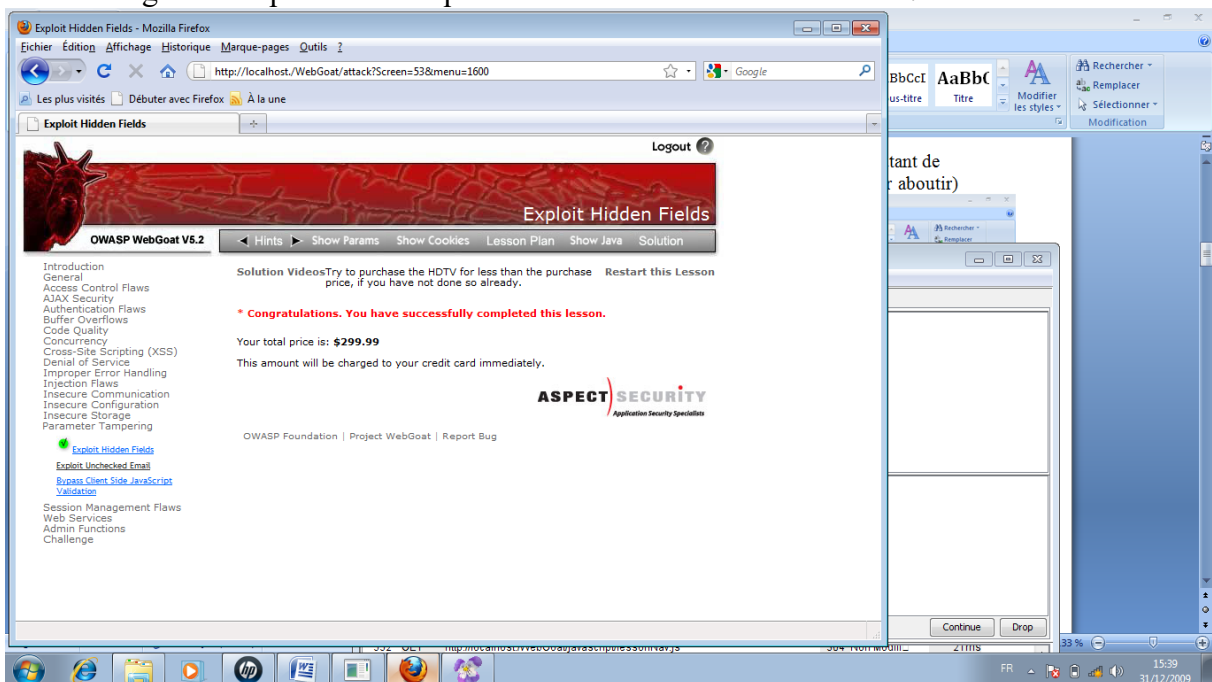 Exploit Hidden Fields - Mozilla Firefox
Fichier Édition Affichage Historique Marque-pages Outils ?
http://localhost./WebGoat/attack?Screen=53&menu=1600
Google
Les plus visités Débuter avec Firefox À la une
Exploit Hidden Fields
Logout ?
Exploit Hidden Fields
OWASP WebGoat V5.2
Hints Show Params Show Cookies Lesson Plan Show Java Solution
Introduction
General
Access Control Flaws
AJAX Security
Authentication Flaws
Buffer Overflows
Code Quality
Concurrency
Cross-Site Scripting (XSS)
Denial of Service
Improper Error Handling
Injection Flaws
Insecure Communication
Insecure Configuration
Insecure Storage
Parameter Tampering
Exploit Hidden Fields
Exploit Unchecked Email
Bypass Client Side JavaScript
Validation
Session Management Flaws
Web Services
Admin Functions
Challenge
Solution Videos Try to purchase the HDTV for less than the purchase Restart this Lesson
price, if you have not done so already.
* Congratulations. You have successfully completed this lesson.
Your total price is: $299.99
This amount will be charged to your credit card immediately.
ASPECT SECURITY
Application Security Specialists
OWASP Foundation | Project WebGoat | Report Bug
BbCcI AaBbC
us-titre Titre
Modifier
les styles
Rechercher
Remplacer
Sélectionner
Modification
tant de
r aboutir)
Rechercher
Remplacer
Continue Drop
33 %
FR
15:39
31/12/2009